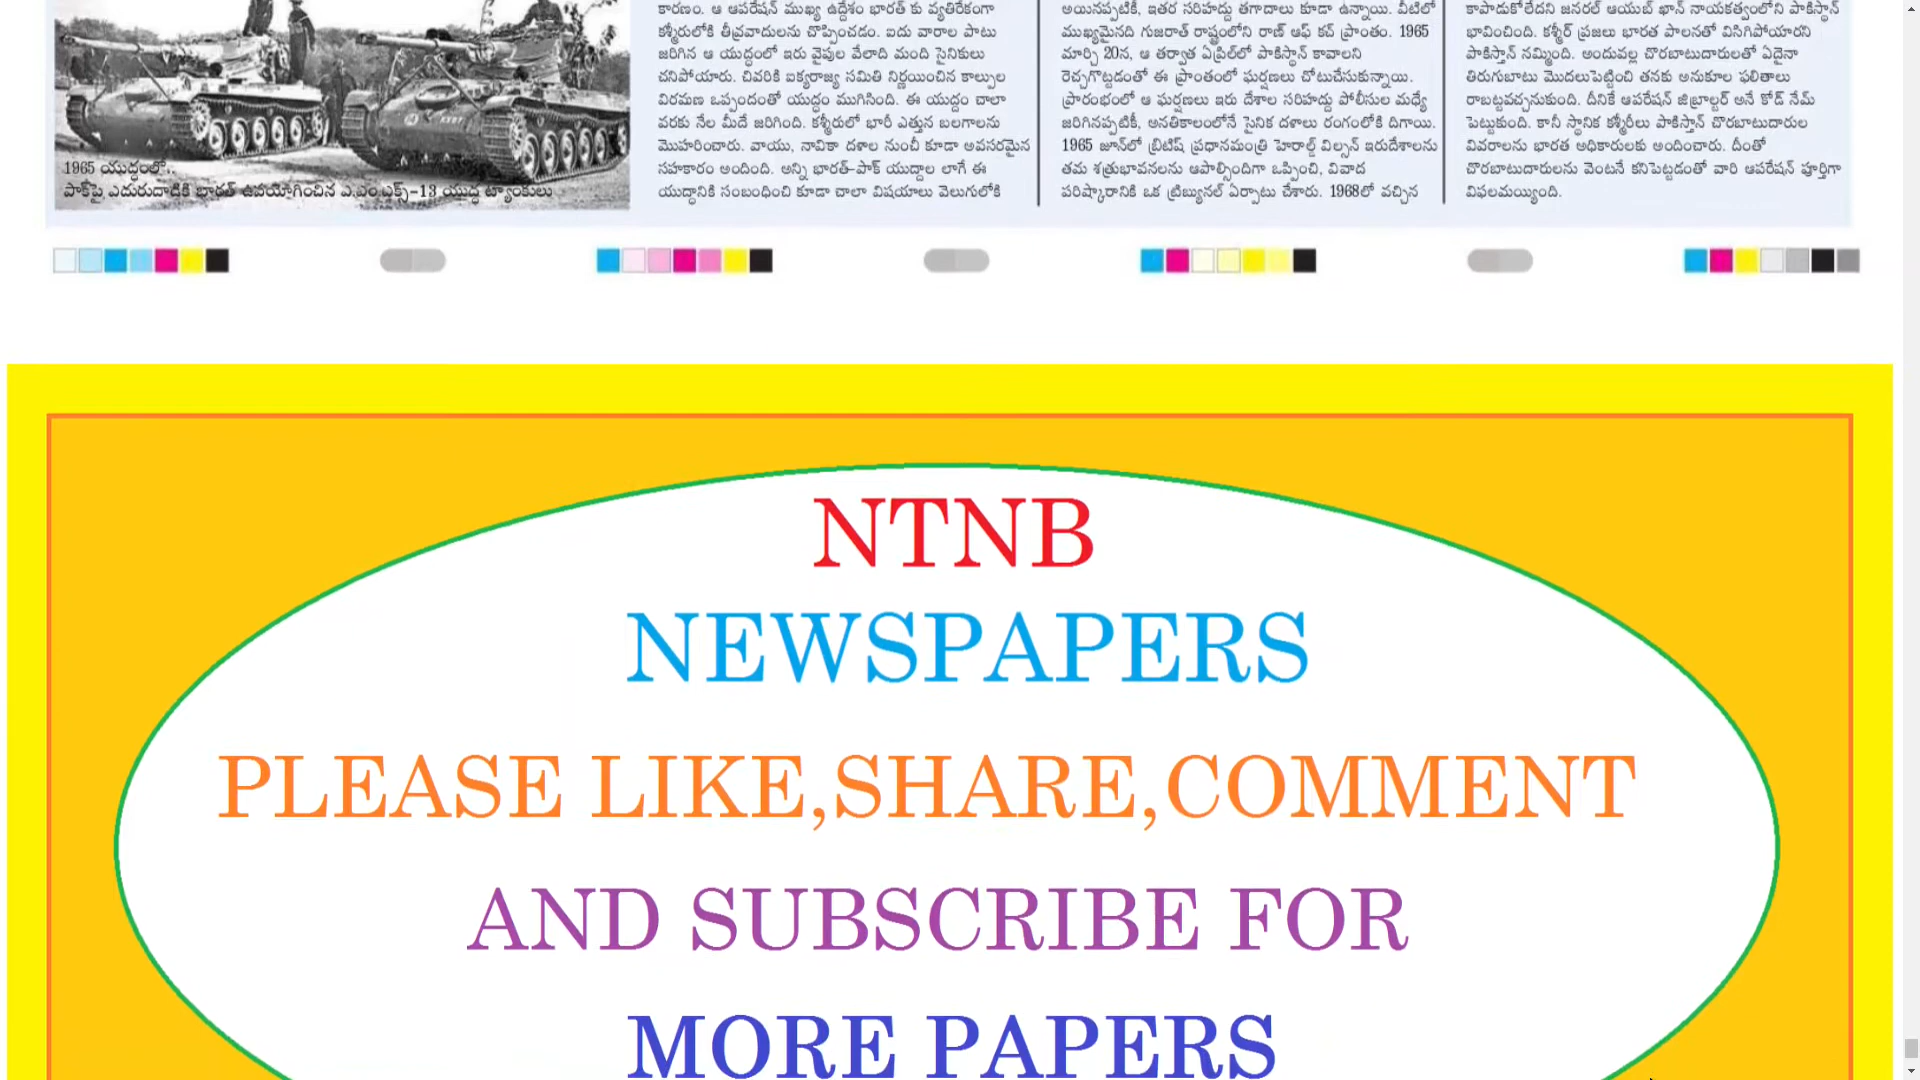 1965 యుద్ధంలో..
పాక్‌పై ఎదురుదాడికి భారత్ ఉపయోగించిన ఎ.ఎం.ఎక్స్-13 యుద్ధ ట్యాంకులు
కారణం. ఆ ఆపరేషన్ ముఖ్య ఉద్దేశం భారత్ కు వ్యతిరేకంగా
కశ్మీరులోకి తీవ్రవాదులను చొప్పించడం. ఐదు వారాల పాటు
జరిగిన ఆ యుద్ధంలో ఇరు వైపుల వేలాది మంది సైనికులు
చనిపోయారు. చివరికి ఐక్యరాజ్య సమితి నిర్ణయించిన కాల్పుల
విరమణ ఒప్పందంతో యుద్ధం ముగిసింది. ఈ యుద్దం చాలా
వరకు నేల మీదే జరిగింది. కశ్మీరులో భారీ ఎత్తున బలగాలను
మొహరించారు. వాయు, నావికా దళాల నుంచీ కూడా అవసరమైన
సహకారం అందింది. అన్ని భారత్-పాక్ యుద్ధాల లాగే ఈ
యుద్ధానికి సంబంధించి కూడా చాలా విషయాలు వెలుగులోకి
అయినప్పటికీ, ఇతర సరిహద్దు తగాదాలు కూడా ఉన్నాయి. వీటిలో
ముఖ్యమైనది గుజరాత్ రాష్ట్రంలోని రాణ్ ఆఫ్ కచ్ ప్రాంతం. 1965
మార్చి 20న, ఆ తర్వాత ఏప్రిల్‌లో పాకిస్థాన్ కావాలని
రెచ్చగొట్టడంతో ఈ ప్రాంతంలో ఘర్షణలు చోటుచేసుకున్నాయి.
ప్రారంభంలో ఆ ఘర్షణలు ఇరు దేశాల సరిహద్దు పోలీసుల మధ్యే
జరిగినప్పటికీ, అనతికాలంలోనే సైనిక దళాలు రంగంలోకి దిగాయి.
1965 జూన్‌లో బ్రిటిష్ ప్రధానమంత్రి హెరాల్డ్ విల్సన్ ఇరుదేశాలను
తమ శత్రుభావనలను ఆపాల్సిందిగా ఒప్పించి, వివాద
పరిష్కారానికి ఒక ట్రిబ్యునల్ ఏర్పాటు చేశారు. 1968లో వచ్చిన
కాపాడుకోలేదని జనరల్ ఆయుబ్ ఖాన్ నాయకత్వంలోని పాకిస్థాన్
భావించింది. కశ్మీర్ ప్రజలు భారత పాలనతో విసిగిపోయారని
పాకిస్తాన్ నమ్మింది. అందువల్ల చొరబాటుదారులతో ఏదైనా
తిరుగుబాటు మొదలుపెట్టించి తనకు అనుకూల ఫలితాలు
రాబట్టవచ్చనుకుంది. దీనికే ఆపరేషన్ జిబ్రాల్టర్ అనే కోడ్ నేమ్
పెట్టుకుంది. కానీ స్థానిక కశ్మీరీలు పాకిస్తాన్ చొరబాటుదారుల
వివరాలను భారత అధికారులకు అందించారు. దీంతో
చొరబాటుదారులను వెంటనే కనిపెట్టడంతో వారి ఆపరేషన్ పూర్తిగా
విఫలమయ్యింది.
NTNB
NEWSPAPERS
PLEASE LIKE,SHARE,COMMENT
AND SUBSCRIBE FOR
MORE PAPERS